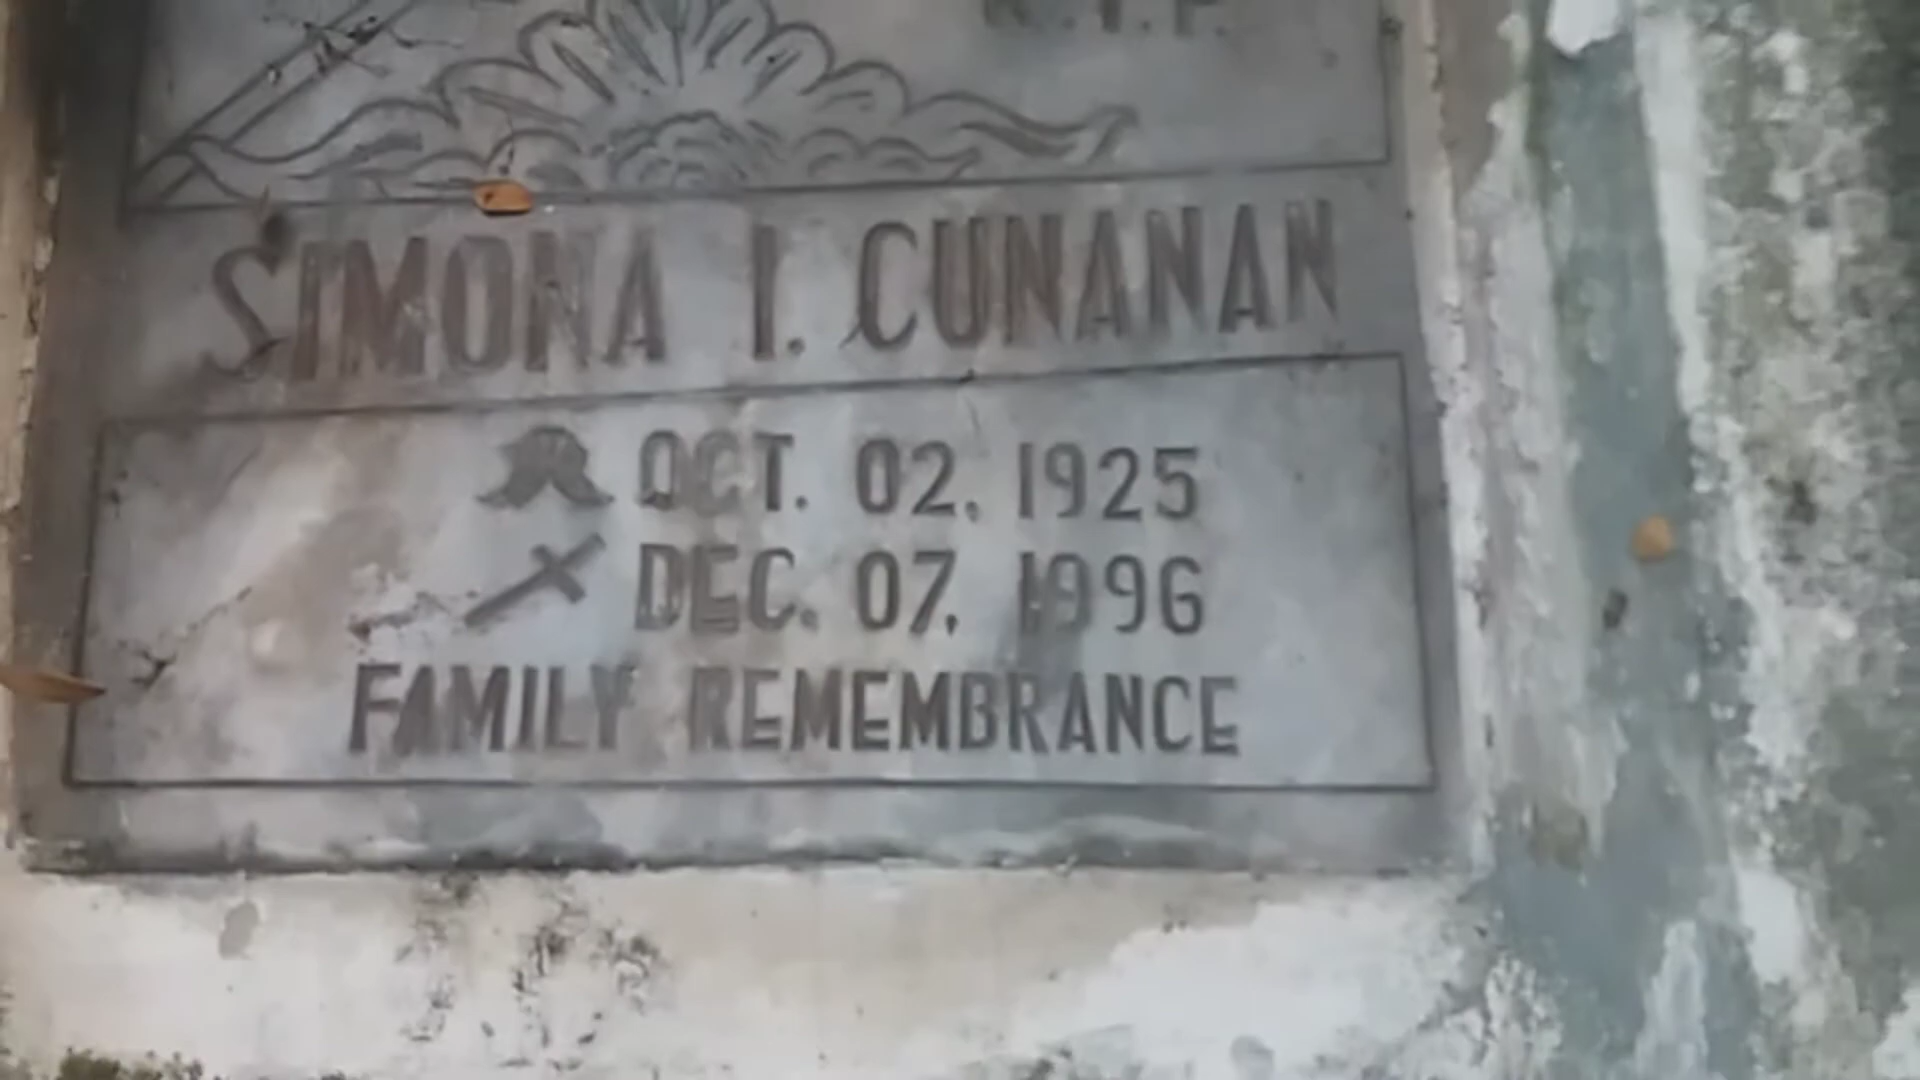 R.I.P.
SIMONA I. CUNANAN
OCT. 02, 1925
DEC. 07, 1996
FAMILY REMEMBRANCE